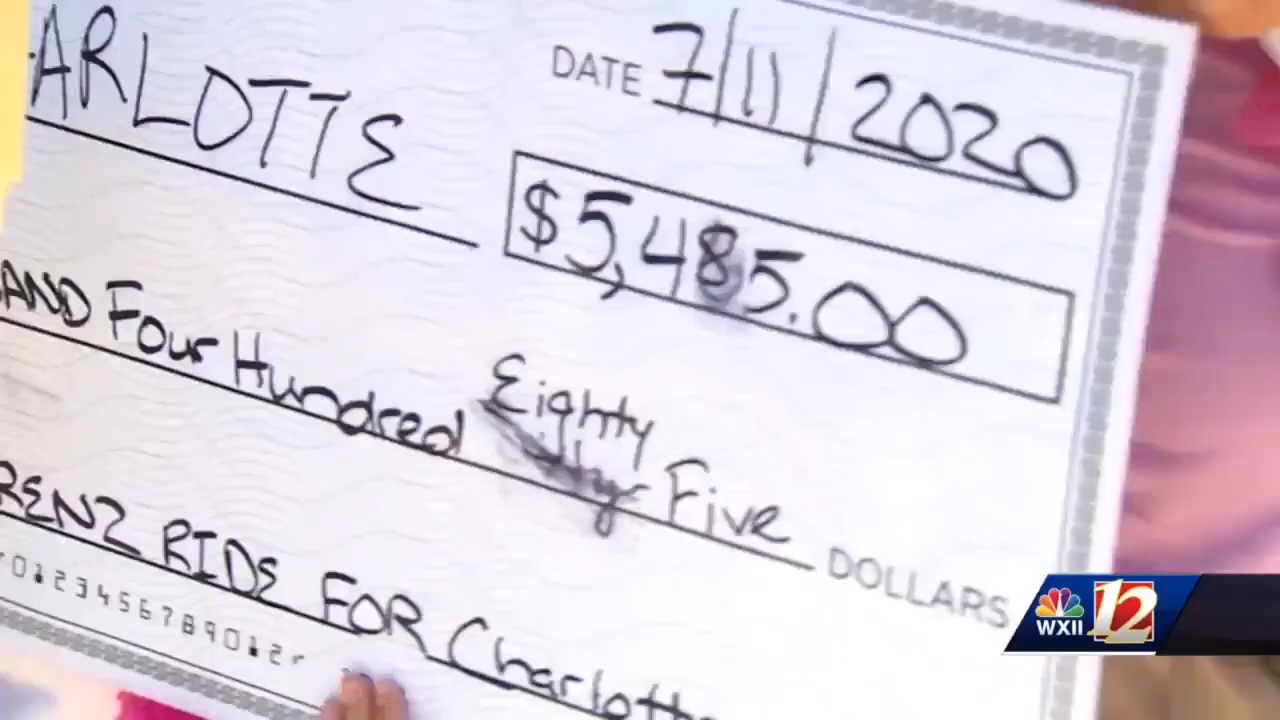 ARLOTTE
DATE 7/11/2020
$5,485.00
AND Four Hundred Eighty Five DOLLARS
RENZ RIDE FOR Charlotte
0123456789012
WXII 12